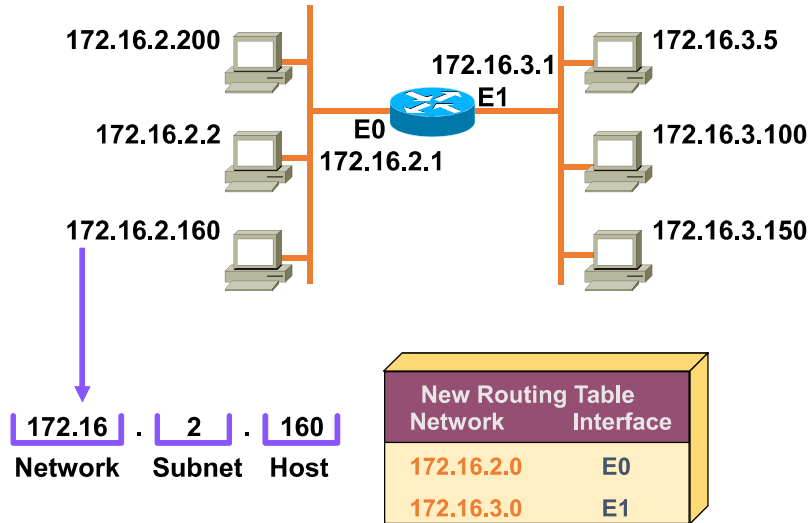 172.16.2.200
172.16.3.5
172.16.3.1
E1
E0
172.16.2.2
172.16.2.1
172.16.3.100
172.16.2.160
172.16.3.150
172.16 . 2 . 160
Network Subnet Host
New Routing Table
Network Interface
172.16.2.0 E0
172.16.3.0 E1